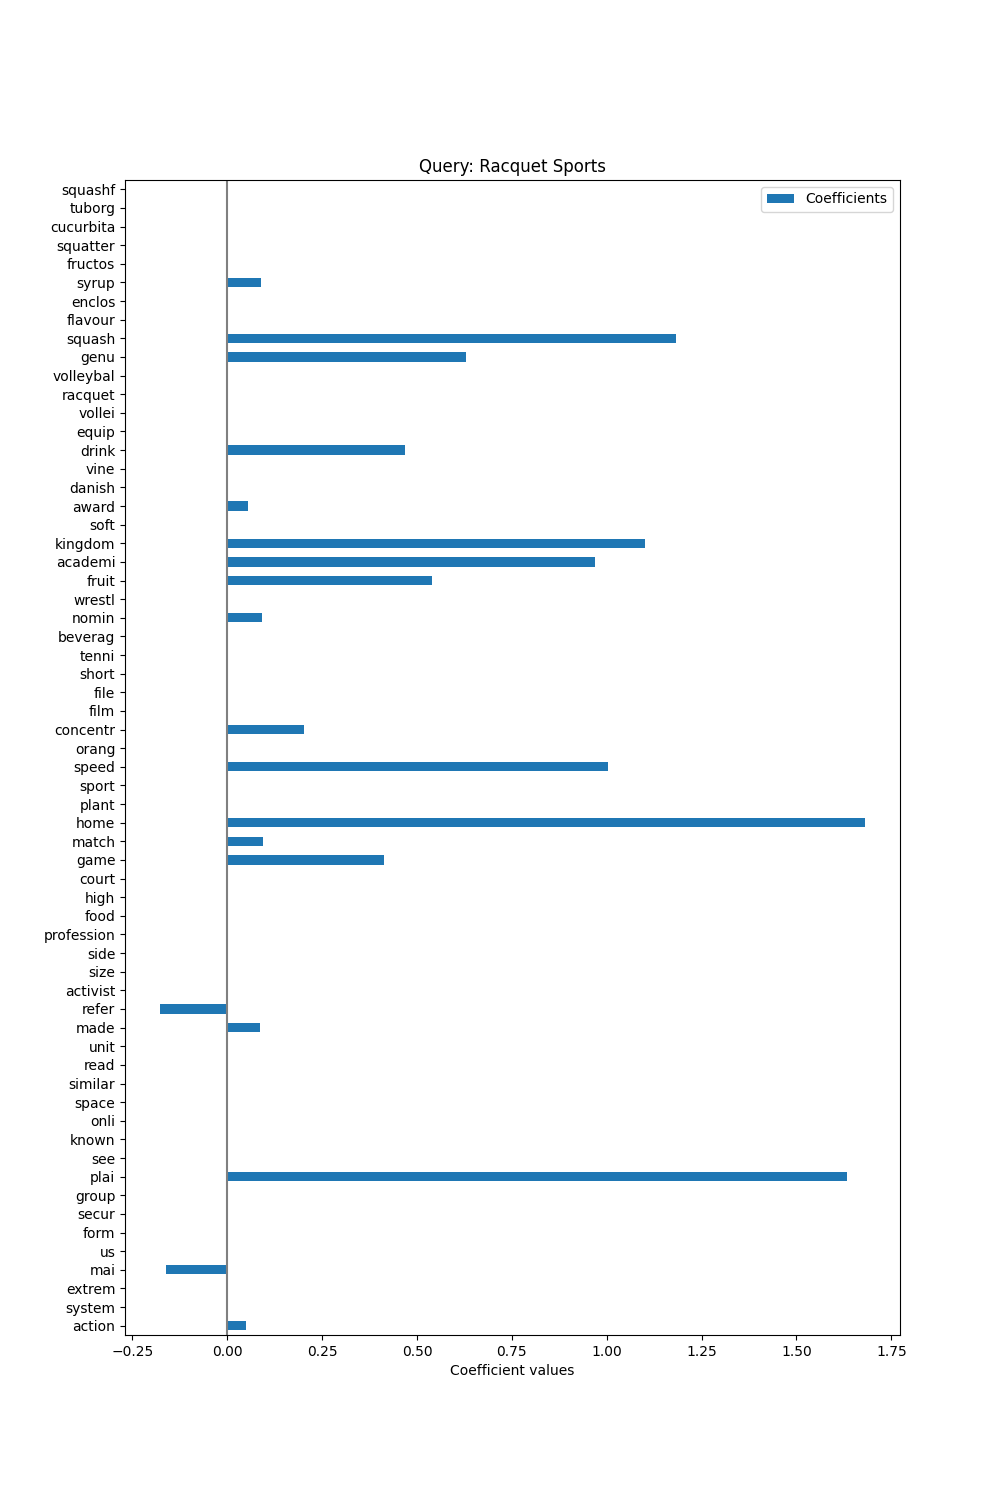 Query: Racquet Sports
Coefficients
squashf
tuborg
cucurbita
squatter
fructos
syrup
enclos
flavour
squash
genu
volleybal
racquet
vollei
equip
drink
vine
danish
award
soft
kingdom
academi
fruit
wrestl
nomin
beverag
tenni
short
file
film
concentr
orang
speed
sport
plant
home
match
game
court
high
food
profession
side
size
activist
refer
made
unit
read
similar
space
onli
known
see
plai
group
secur
form
us
mai
extrem
system
action
−0.25 0.00 0.25 0.50 0.75 1.00 1.25 1.50 1.75
Coefficient values